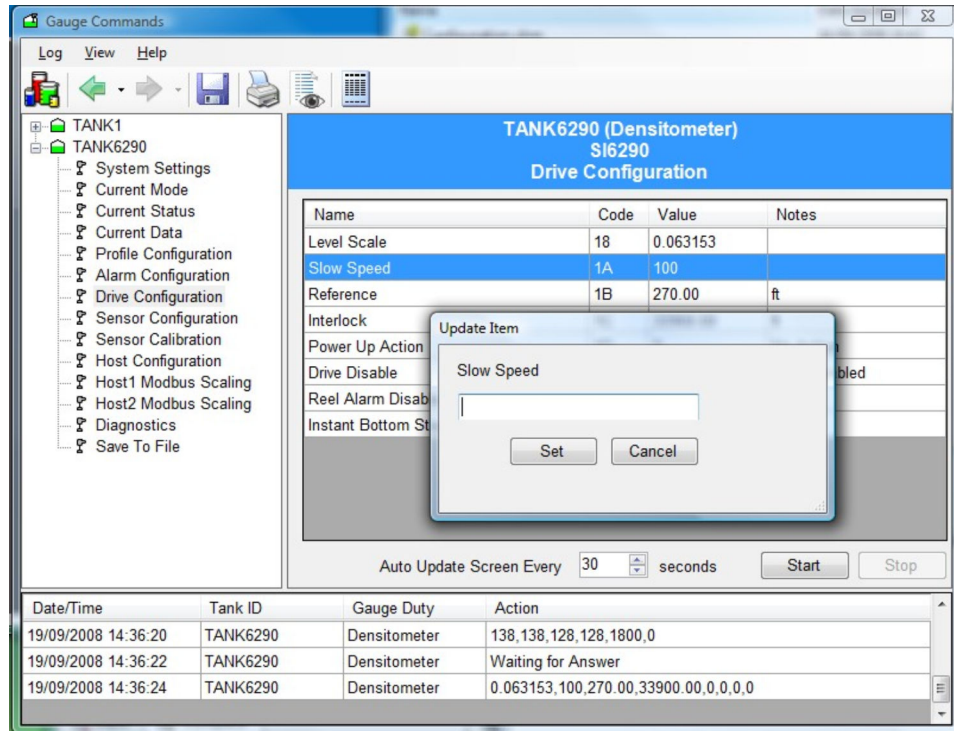 Gauge Commands
Log View Help
TANK1
TANK6290
System Settings
Current Mode
Current Status
Current Data
Profile Configuration
Alarm Configuration
Drive Configuration
Sensor Configuration
Sensor Calibration
Host Configuration
Host1 Modbus Scaling
Host2 Modbus Scaling
Diagnostics
Save To File
TANK6290 (Densitometer)
SI6290
Drive Configuration
Name Code Value Notes
Level Scale 18 0.063153
Slow Speed 1A 100
Reference 1B 270.00 ft
Interlock
Power Up Action
Drive Disable
Reel Alarm Disab
Instant Bottom St
Update Item
Slow Speed
Set Cancel
Auto Update Screen Every 30 seconds Start Stop
Date/Time Tank ID Gauge Duty Action
19/09/2008 14:36:20 TANK6290 Densitometer 138,138,128,128,1800,0
19/09/2008 14:36:22 TANK6290 Densitometer Waiting for Answer
19/09/2008 14:36:24 TANK6290 Densitometer 0.063153,100,270.00,33900.00,0,0,0,0